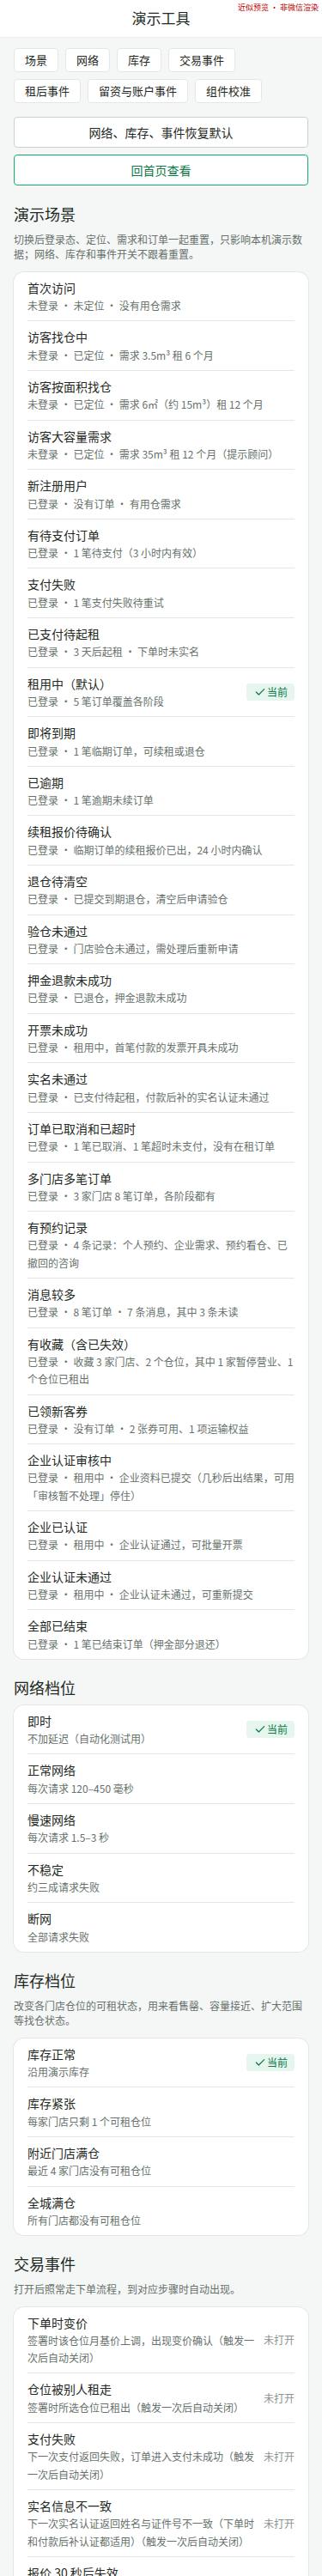 近似预览 · 非微信渲染
演示工具
场景
网络
库存
交易事件
租后事件
留资与账户事件
组件校准
网络、库存、事件恢复默认
回首页查看
演示场景
切换后登录态、定位、需求和订单一起重置，只影响本机演示数
据；网络、库存和事件开关不跟着重置。
首次访问
未登录 · 未定位 · 没有用仓需求
访客找仓中
未登录 · 已定位 · 需求 3.5m³ 租 6 个月
访客按面积找仓
未登录 · 已定位 · 需求 6㎡（约 15m³）租 12 个月
访客大容量需求
未登录 · 已定位 · 需求 35m³ 租 12 个月（提示顾问）
新注册用户
已登录 · 没有订单 · 有用仓需求
有待支付订单
已登录 · 1 笔待支付（3 小时内有效）
支付失败
已登录 · 1 笔支付失败待重试
已支付待起租
已登录 · 3 天后起租 · 下单时未实名
租用中（默认）
当前
已登录 · 5 笔订单覆盖各阶段
即将到期
已登录 · 1 笔临期订单，可续租或退仓
已逾期
已登录 · 1 笔逾期未续订单
续租报价待确认
已登录 · 临期订单的续租报价已出，24 小时内确认
退仓待清空
已登录 · 已提交到期退仓，清空后申请验仓
验仓未通过
已登录 · 门店验仓未通过，需处理后重新申请
押金退款未成功
已登录 · 已退仓，押金退款未成功
开票未成功
已登录 · 租用中，首笔付款的发票开具未成功
实名未通过
已登录 · 已支付待起租，付款后补的实名认证未通过
订单已取消和已超时
已登录 · 1 笔已取消、1 笔超时未支付，没有在租订单
多门店多笔订单
已登录 · 3 家门店 8 笔订单，各阶段都有
有预约记录
已登录 · 4 条记录：个人预约、企业需求、预约看仓、已
撤回的咨询
消息较多
已登录 · 8 笔订单 · 7 条消息，其中 3 条未读
有收藏（含已失效）
已登录 · 收藏 3 家门店、2 个仓位，其中 1 家暂停营业、1
个仓位已租出
已领新客券
已登录 · 没有订单 · 2 张券可用、1 项运输权益
企业认证审核中
已登录 · 租用中 · 企业资料已提交（几秒后出结果，可用
「审核暂不处理」停住）
企业已认证
已登录 · 租用中 · 企业认证通过，可批量开票
企业认证未通过
已登录 · 租用中 · 企业认证未通过，可重新提交
全部已结束
已登录 · 1 笔已结束订单（押金部分退还）
网络档位
即时
当前
不加延迟（自动化测试用）
正常网络
每次请求 120–450 毫秒
慢速网络
每次请求 1.5–3 秒
不稳定
约三成请求失败
断网
全部请求失败
库存档位
改变各门店仓位的可租状态，用来看售罄、容量接近、扩大范围
等找仓状态。
库存正常
当前
沿用演示库存
库存紧张
每家门店只剩 1 个可租仓位
附近门店满仓
最近 4 家门店没有可租仓位
全城满仓
所有门店都没有可租仓位
交易事件
打开后照常走下单流程，到对应步骤时自动出现。
下单时变价
签署时该仓位月基价上调，出现变价确认（触发一
次后自动关闭）
未打开
仓位被别人租走
签署时所选仓位已租出（触发一次后自动关闭）
未打开
支付失败
下一次支付返回失败，订单进入支付未成功（触发
一次后自动关闭）
未打开
实名信息不一致
下一次实名认证返回姓名与证件号不一致（下单时
和付款后补认证都适用）（触发一次后自动关闭）
未打开
报价 30 秒后失效